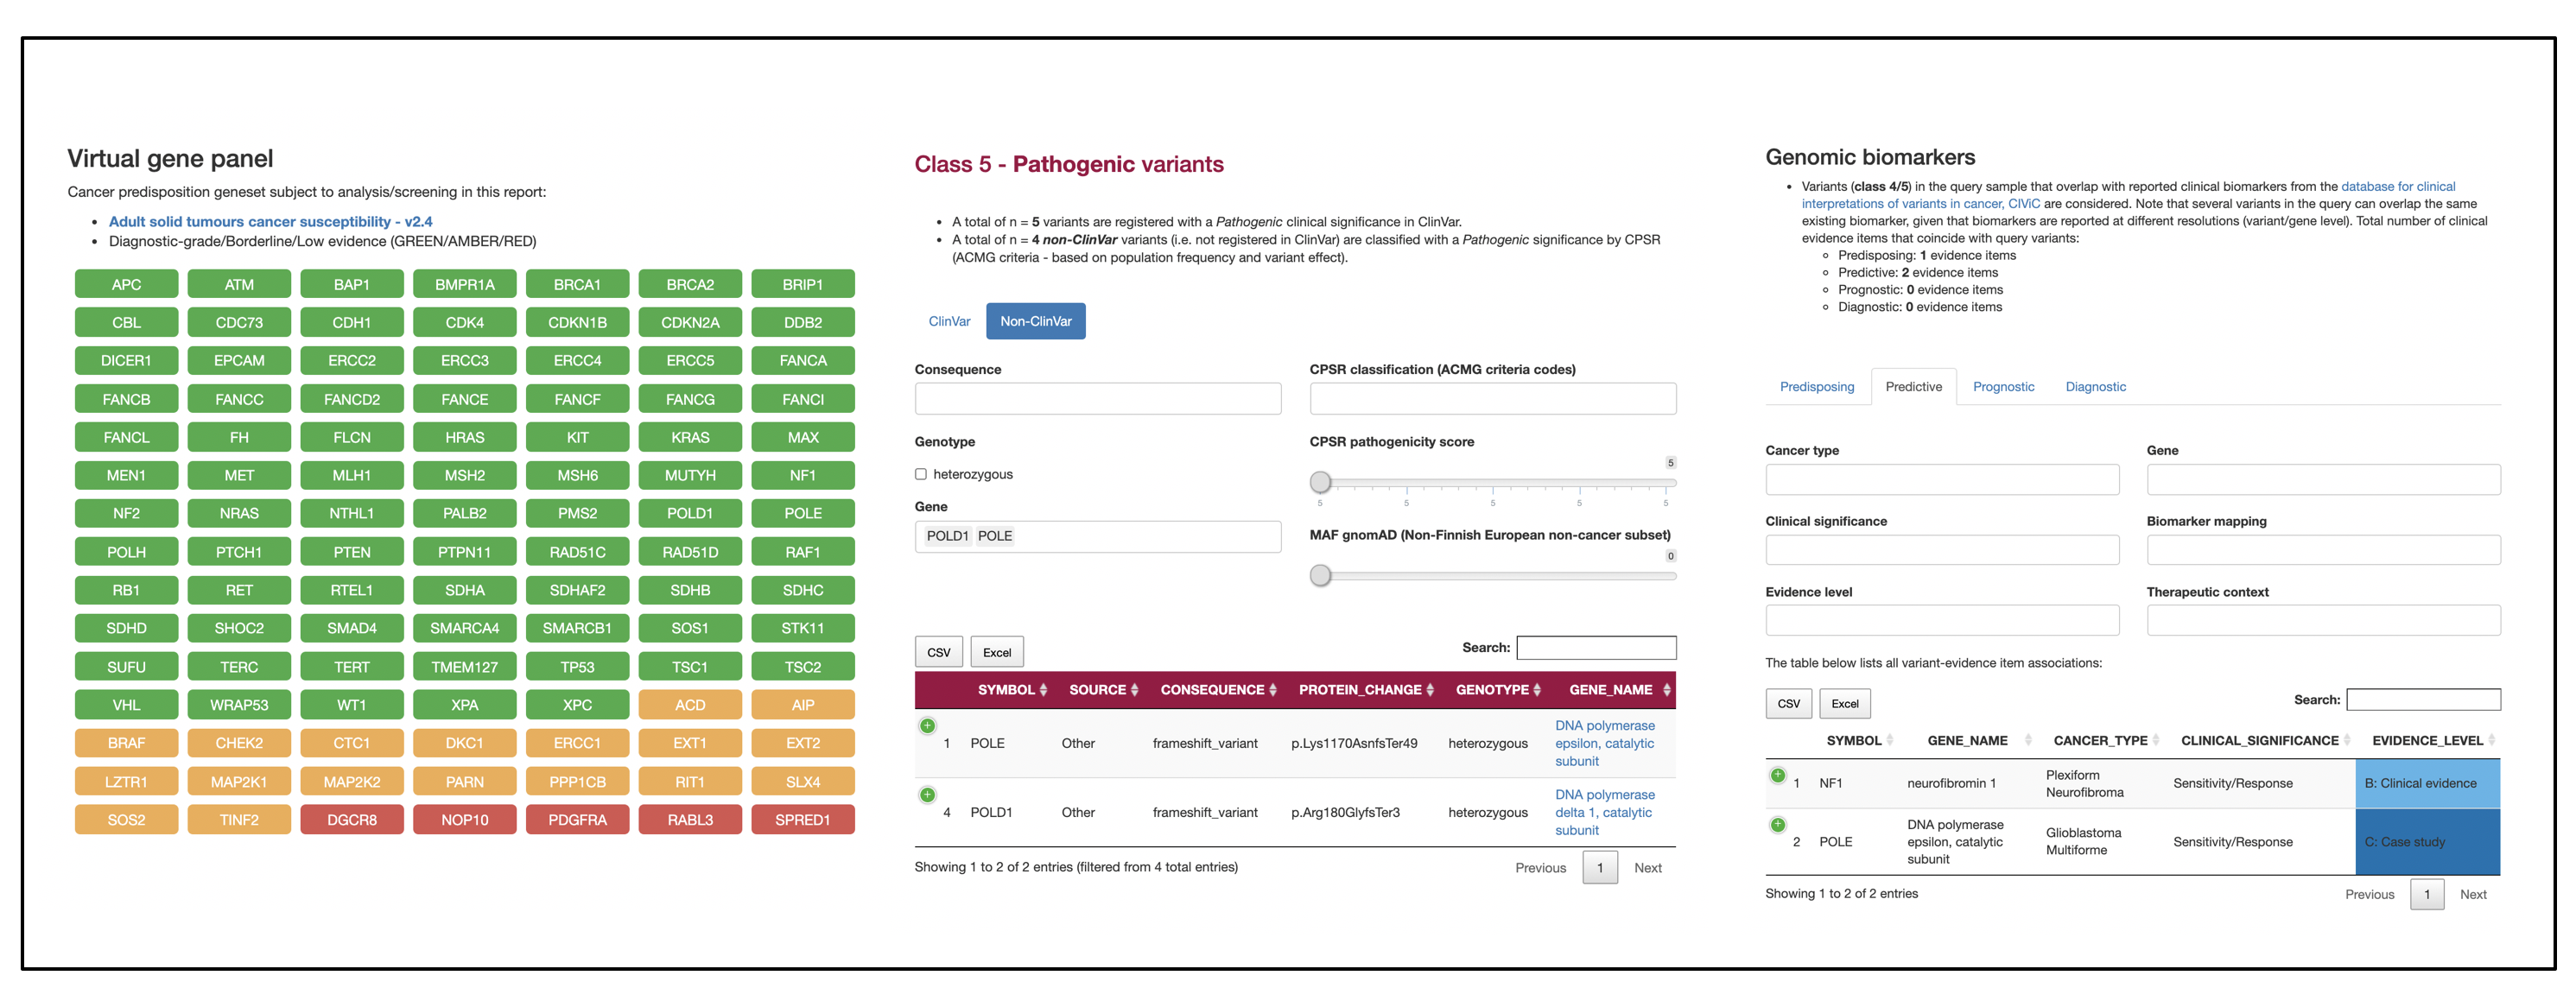 Virtual gene panel
Cancer predisposition geneset subject to analysis/screening in this report:
• Adult solid tumours cancer susceptibility - v2.4
• Diagnostic-grade/Borderline/Low evidence (GREEN/AMBER/RED)
APC ATM BAP1 BMPR1A BRCA1 BRCA2 BRIP1
CBL CDC73 CDH1 CDK4 CDKN1B CDKN2A DDB2
DICER1 EPCAM ERCC2 ERCC3 ERCC4 ERCC5 FANCA
FANCB FANCC FANCD2 FANCE FANCF FANCG FANCI
FANCL FH FLCN HRAS KIT KRAS MAX
MEN1 MET MLH1 MSH2 MSH6 MUTYH NF1
NF2 NRAS NTHL1 PALB2 PMS2 POLD1 POLE
POLH PTCH1 PTEN PTPN11 RAD51C RAD51D RAF1
RB1 RET RTEL1 SDHA SDHAF2 SDHB SDHC
SDHD SHOC2 SMAD4 SMARCA4 SMARCB1 SOS1 STK11
SUFU TERC TERT TMEM127 TP53 TSC1 TSC2
VHL WRAP53 WT1 XPA XPC ACD AIP
BRAF CHEK2 CTC1 DKC1 ERCC1 EXT1 EXT2
LZTR1 MAP2K1 MAP2K2 PARN PPP1CB RIT1 SLX4
SOS2 TINF2 DGCR8 NOP10 PDGFRA RABL3 SPRED1
Class 5 - Pathogenic variants
• A total of n = 5 variants are registered with a Pathogenic clinical significance in ClinVar.
• A total of n = 4 non-ClinVar variants (i.e. not registered in ClinVar) are classified with a Pathogenic significance by CPSR
(ACMG criteria - based on population frequency and variant effect).
ClinVar Non-ClinVar
Consequence CPSR classification (ACMG criteria codes)
Genotype CPSR pathogenicity score
heterozygous
5
5 5 5 5 5
Gene
POLD1 POLE
MAF gnomAD (Non-Finnish European non-cancer subset)
0
CSV Excel Search:
SYMBOL SOURCE CONSEQUENCE PROTEIN_CHANGE GENOTYPE GENE_NAME
1 POLE Other frameshift_variant p.Lys1170AsnfsTer49 heterozygous DNA polymerase
epsilon, catalytic
subunit
4 POLD1 Other frameshift_variant p.Arg180GlyfsTer3 heterozygous DNA polymerase
delta 1, catalytic
subunit
Showing 1 to 2 of 2 entries (filtered from 4 total entries) Previous 1 Next
Genomic biomarkers
• Variants (class 4/5) in the query sample that overlap with reported clinical biomarkers from the database for clinical
interpretations of variants in cancer, CIViC are considered. Note that several variants in the query can overlap the same
existing biomarker, given that biomarkers are reported at different resolutions (variant/gene level). Total number of clinical
evidence items that coincide with query variants:
◦ Predisposing: 1 evidence items
◦ Predictive: 2 evidence items
◦ Prognostic: 0 evidence items
◦ Diagnostic: 0 evidence items
Predisposing Predictive Prognostic Diagnostic
Cancer type Gene
Clinical significance Biomarker mapping
Evidence level Therapeutic context
The table below lists all variant-evidence item associations:
CSV Excel Search:
SYMBOL GENE_NAME CANCER_TYPE CLINICAL_SIGNIFICANCE EVIDENCE_LEVEL
1 NF1 neurofibromin 1 Plexiform
Neurofibroma Sensitivity/Response B: Clinical evidence
2 POLE DNA polymerase
epsilon, catalytic
subunit Glioblastoma
Multiforme Sensitivity/Response C: Case study
Showing 1 to 2 of 2 entries Previous 1 Next